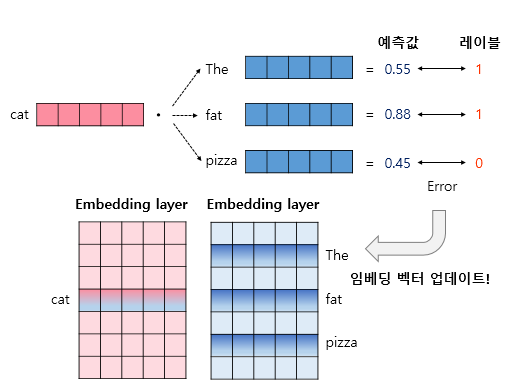 예측값 레이블
The = 0.55 1
cat · fat = 0.88 1
pizza = 0.45 0
Error
Embedding layer Embedding layer
The
임베딩 벡터 업데이트!
cat fat
pizza